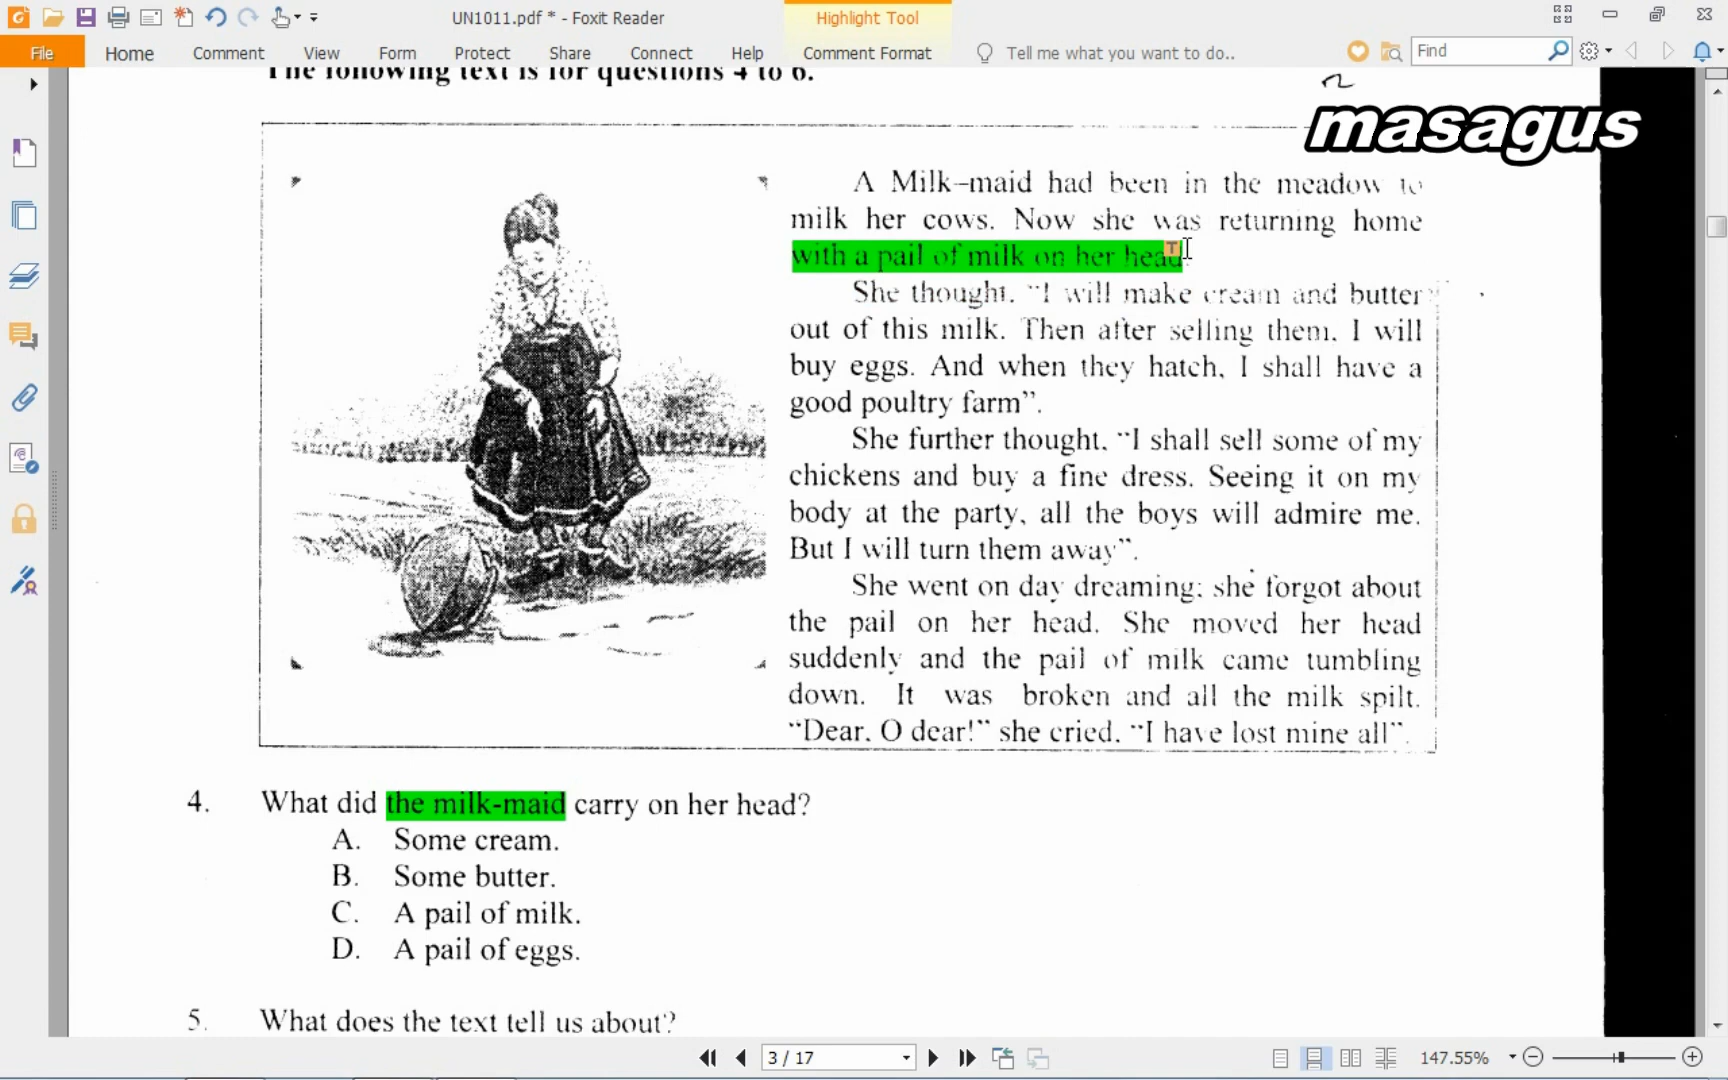 UN1011.pdf * - Foxit Reader
Highlight Tool
File Home Comment View Form Protect Share Connect Help Comment Format Tell me what you want to do.. Find
The following text is for questions 4 to 6.
masagus
A Milk-maid had been in the meadow to
milk her cows. Now she was returning home
with a pail of milk on her head.
She thought. "I will make cream and butter
out of this milk. Then after selling them. I will
buy eggs. And when they hatch, I shall have a
good poultry farm".
She further thought. "I shall sell some of my
chickens and buy a fine dress. Seeing it on my
body at the party, all the boys will admire me.
But I will turn them away".
She went on day dreaming; she forgot about
the pail on her head. She moved her head
suddenly and the pail of milk came tumbling
down. It was broken and all the milk spilt.
"Dear, O dear!" she cried. "I have lost mine all".
4. What did the milk-maid carry on her head?
A. Some cream.
B. Some butter.
C. A pail of milk.
D. A pail of eggs.
5. What does the text tell us about?
3 / 17
147.55%